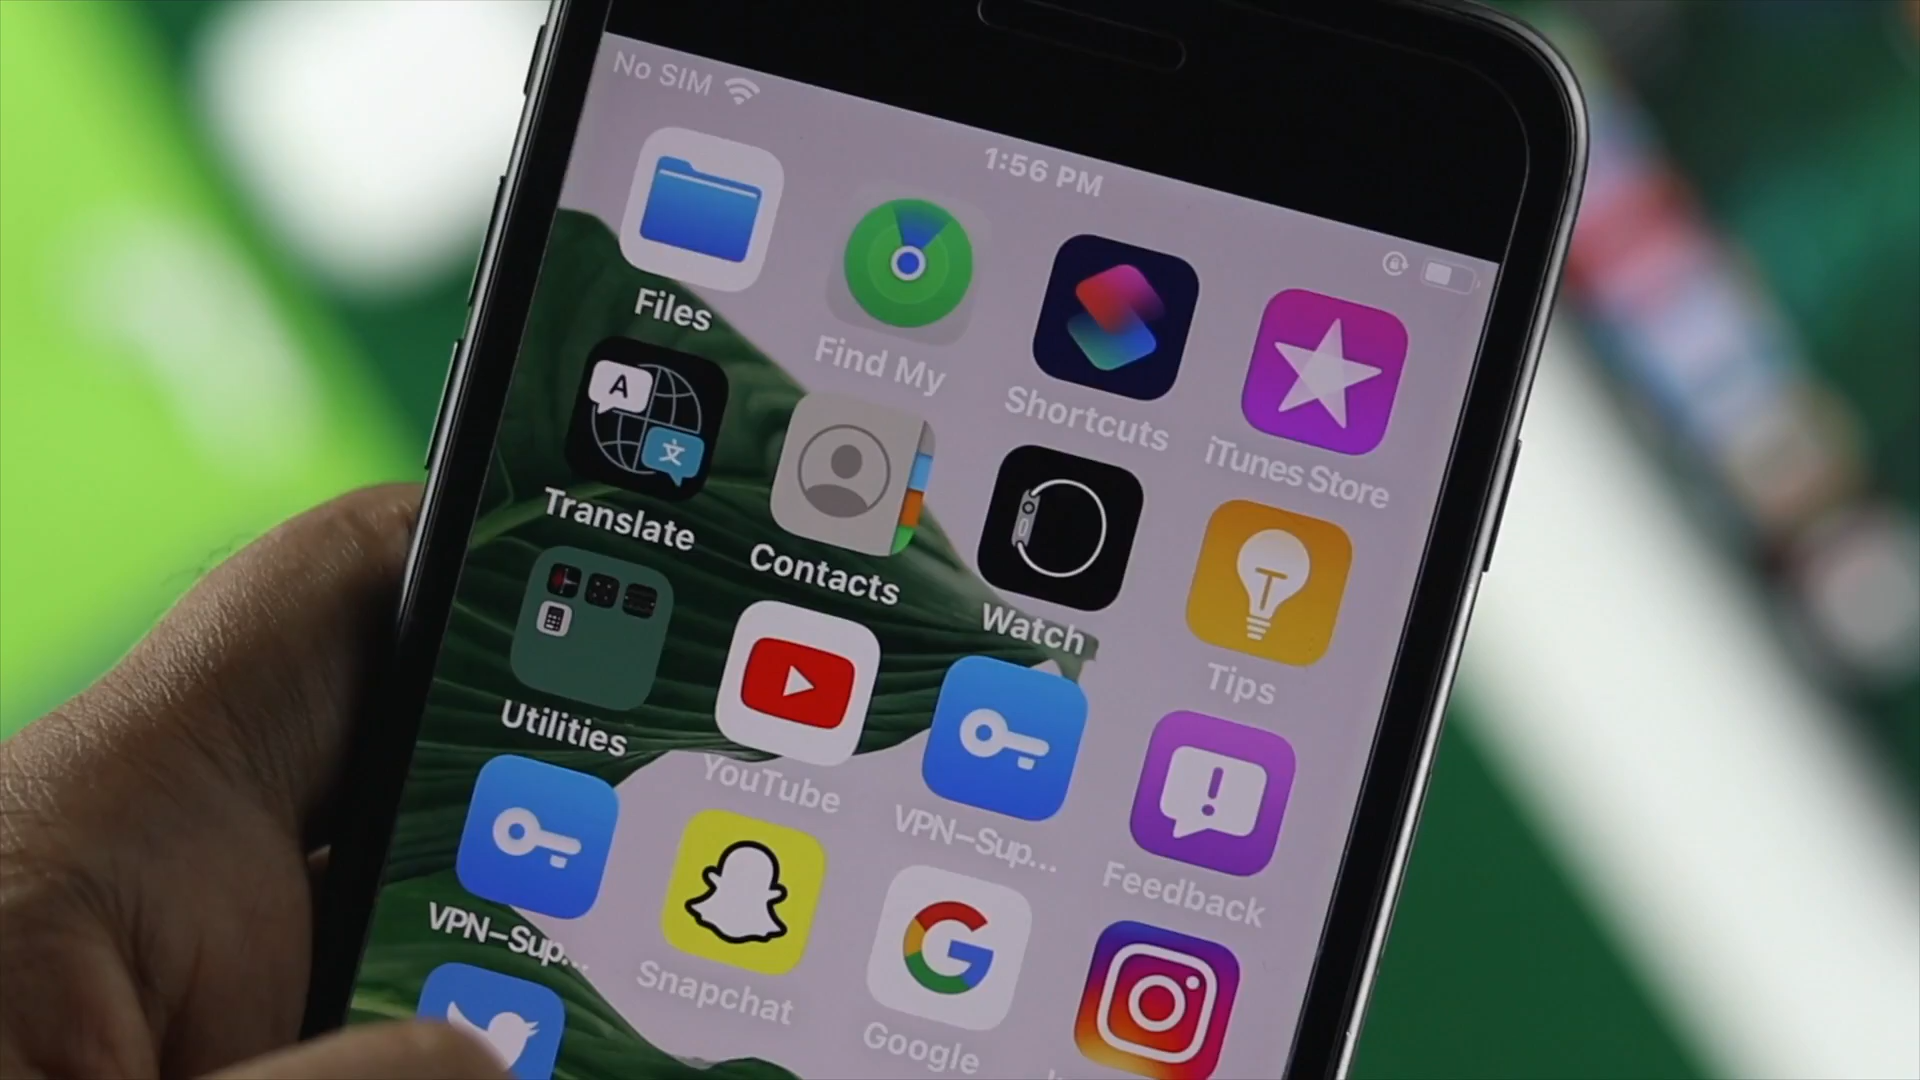 No SIM
1:56 PM
Files
Find My
Shortcuts
iTunes Store
A
文
Translate
Contacts
Watch
Tips
Utilities
YouTube
VPN–Sup...
Feedback
VPN–Sup...
Snapchat
Google